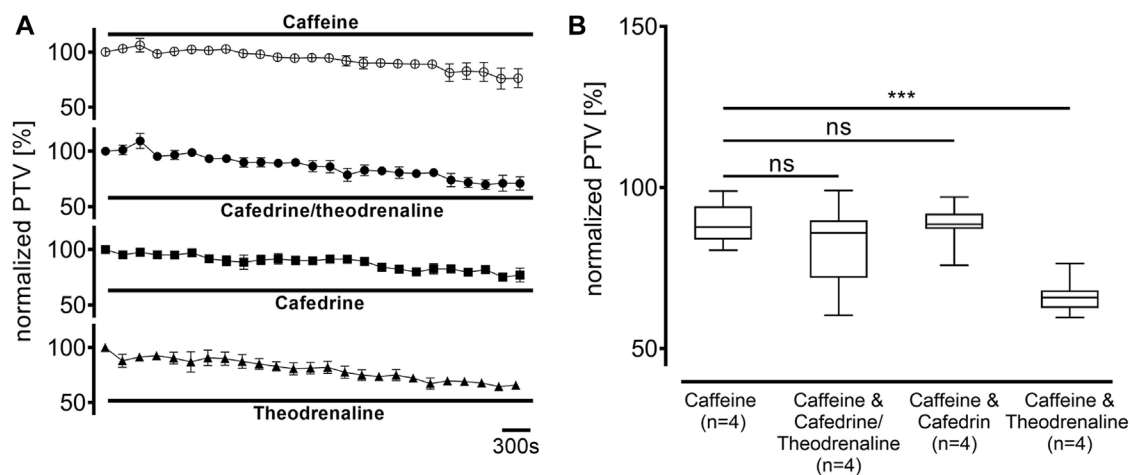 A
Caffeine
100
50
100
50
Cafedrine/theodrenaline
100
50
Cafedrine
100
50
Theodrenaline
normalized PTV [%]
300s
B
150
100
50
normalized PTV [%]
***
ns
ns
Caffeine
(n=4)
Caffeine &
Cafedrine/
Theodrenaline
(n=4)
Caffeine &
Cafedrin
(n=4)
Caffeine &
Theodrenaline
(n=4)